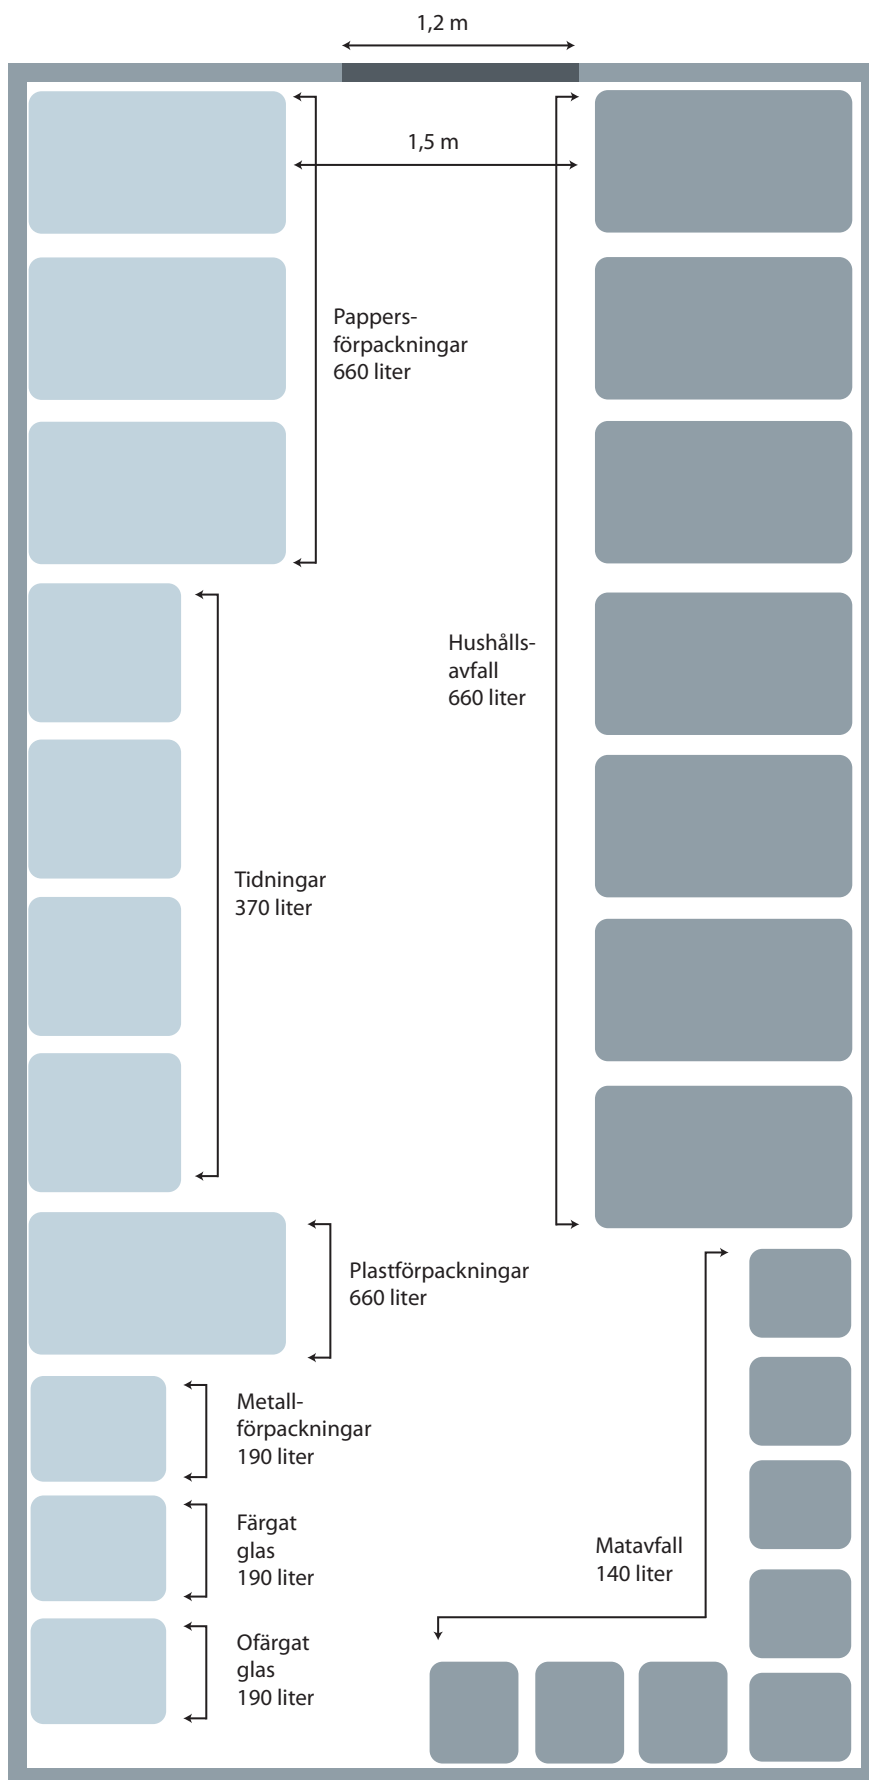 1,2 m
1,5 m
Pappers-
förpackningar
660 liter
Hushålls-
avfall
660 liter
Tidningar
370 liter
Plastförpackningar
660 liter
Metall-
förpackningar
190 liter
Färgat
glas
190 liter
Matavfall
140 liter
Ofärgat
glas
190 liter